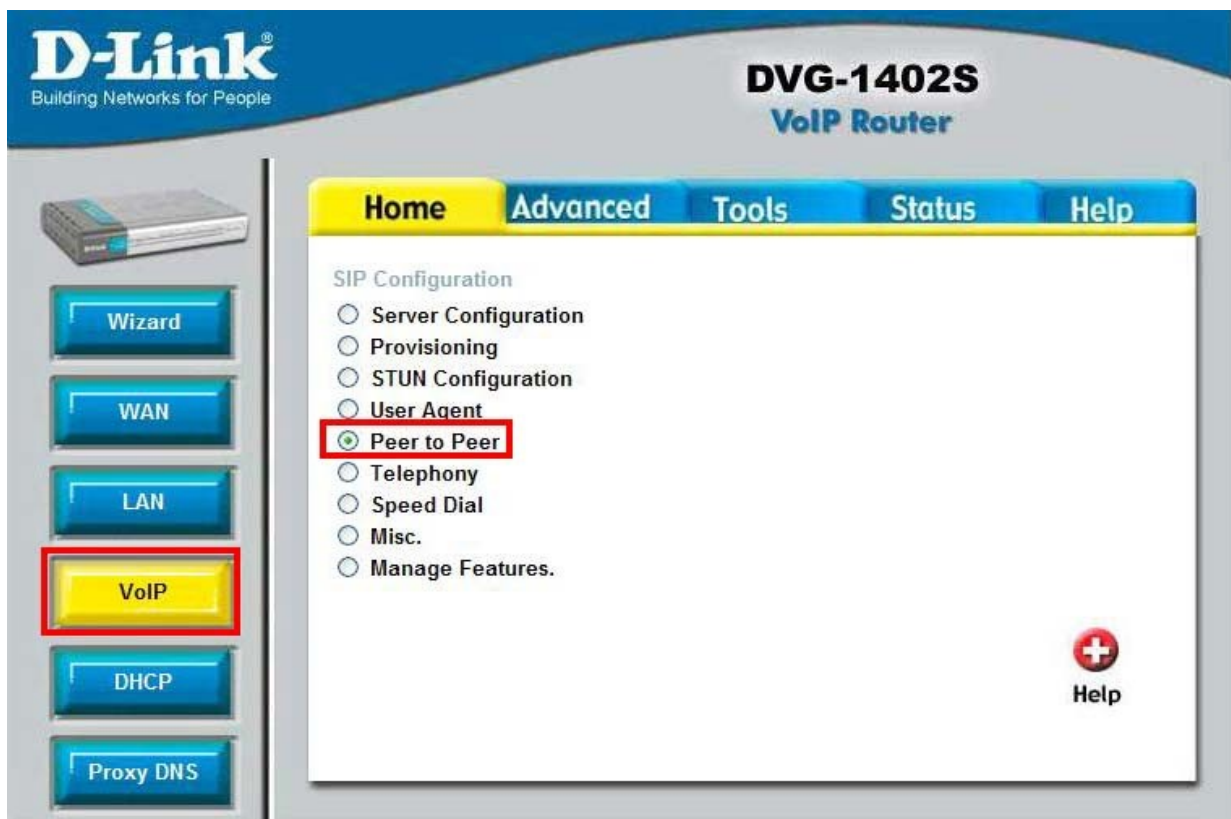 D-Link®
Building Networks for People
DVG-1402S
VoIP Router
Home Advanced Tools Status Help
SIP Configuration
Server Configuration
Provisioning
STUN Configuration
User Agent
Peer to Peer
Telephony
Speed Dial
Misc.
Manage Features.
Help
Wizard
WAN
LAN
VoIP
DHCP
Proxy DNS